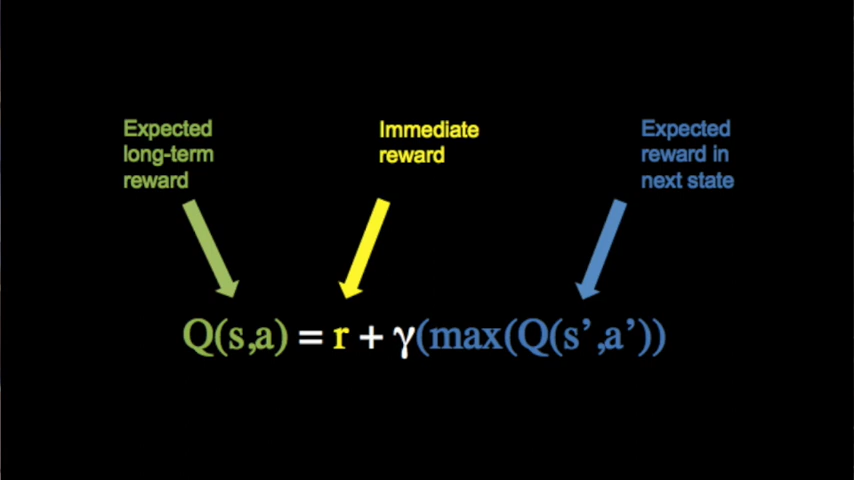 Expected
long-term
reward
Immediate
reward
Expected
reward in
next state
Q(s,a) = r + γ(max(Q(s’,a’))